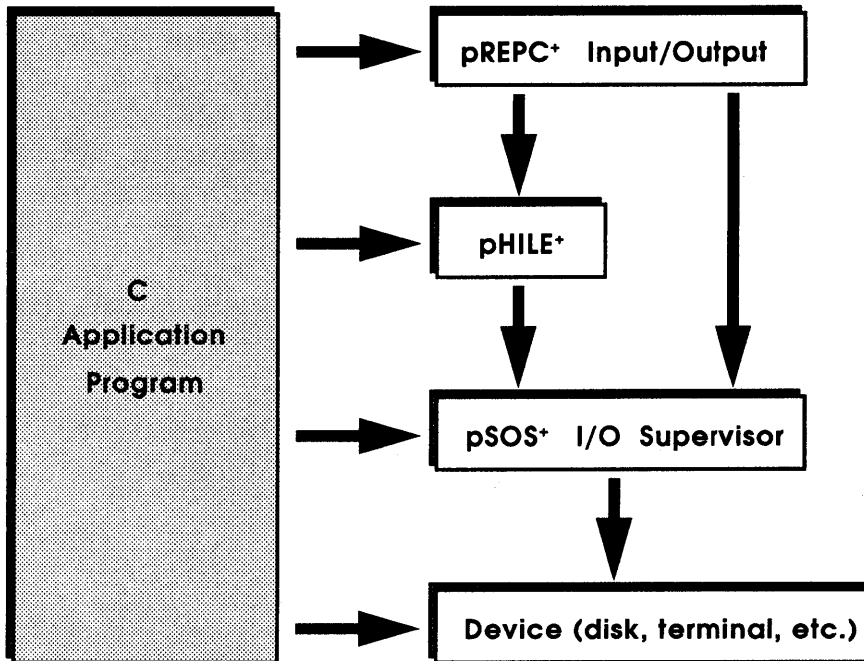 pREPC+ Input/Output
pHILE+
C
Application
Program
pSOS+ I/O Supervisor
Device (disk, terminal, etc.)